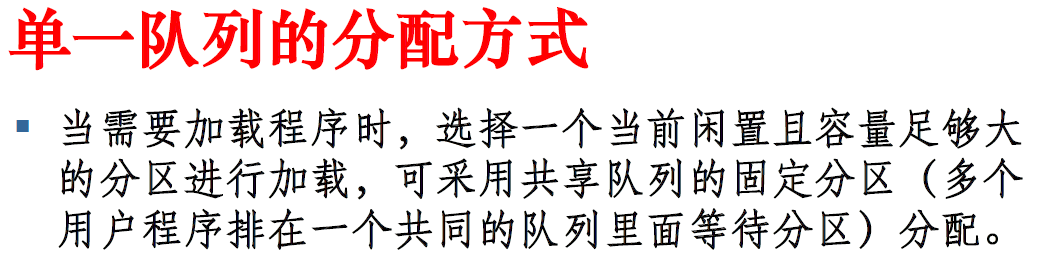 单一队列的分配方式
当需要加载程序时，选择一个当前闲置且容量足够大
的分区进行加载，可采用共享队列的固定分区（多个
用户程序排在一个共同的队列里面等待分区）分配。